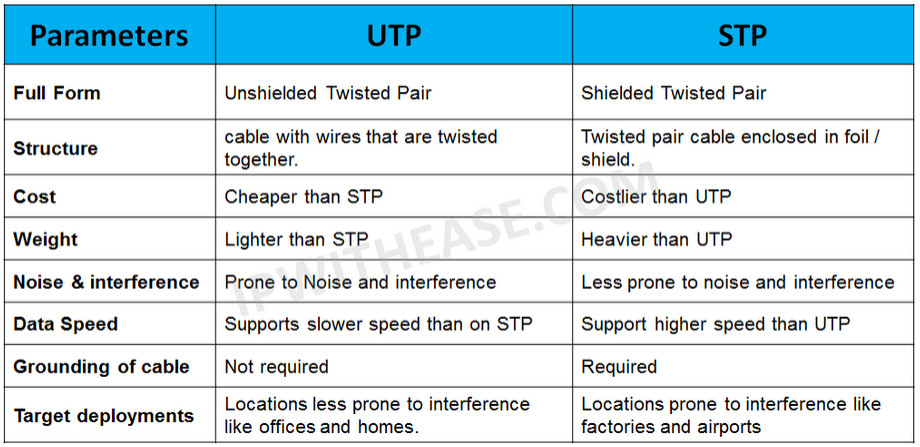 Parameters UTP STP
Full Form Unshielded Twisted Pair Shielded Twisted Pair
Structure cable with wires that are twisted together. Twisted pair cable enclosed in foil / shield.
Cost Cheaper than STP Costlier than UTP
Weight Lighter than STP Heavier than UTP
Noise & interference Prone to Noise and interference Less prone to noise and interference
Data Speed Supports slower speed than on STP Support higher speed than UTP
Grounding of cable Not required Required
Target deployments Locations less prone to interference like offices and homes. Locations prone to interference like factories and airports
IPWITHEASE.COM